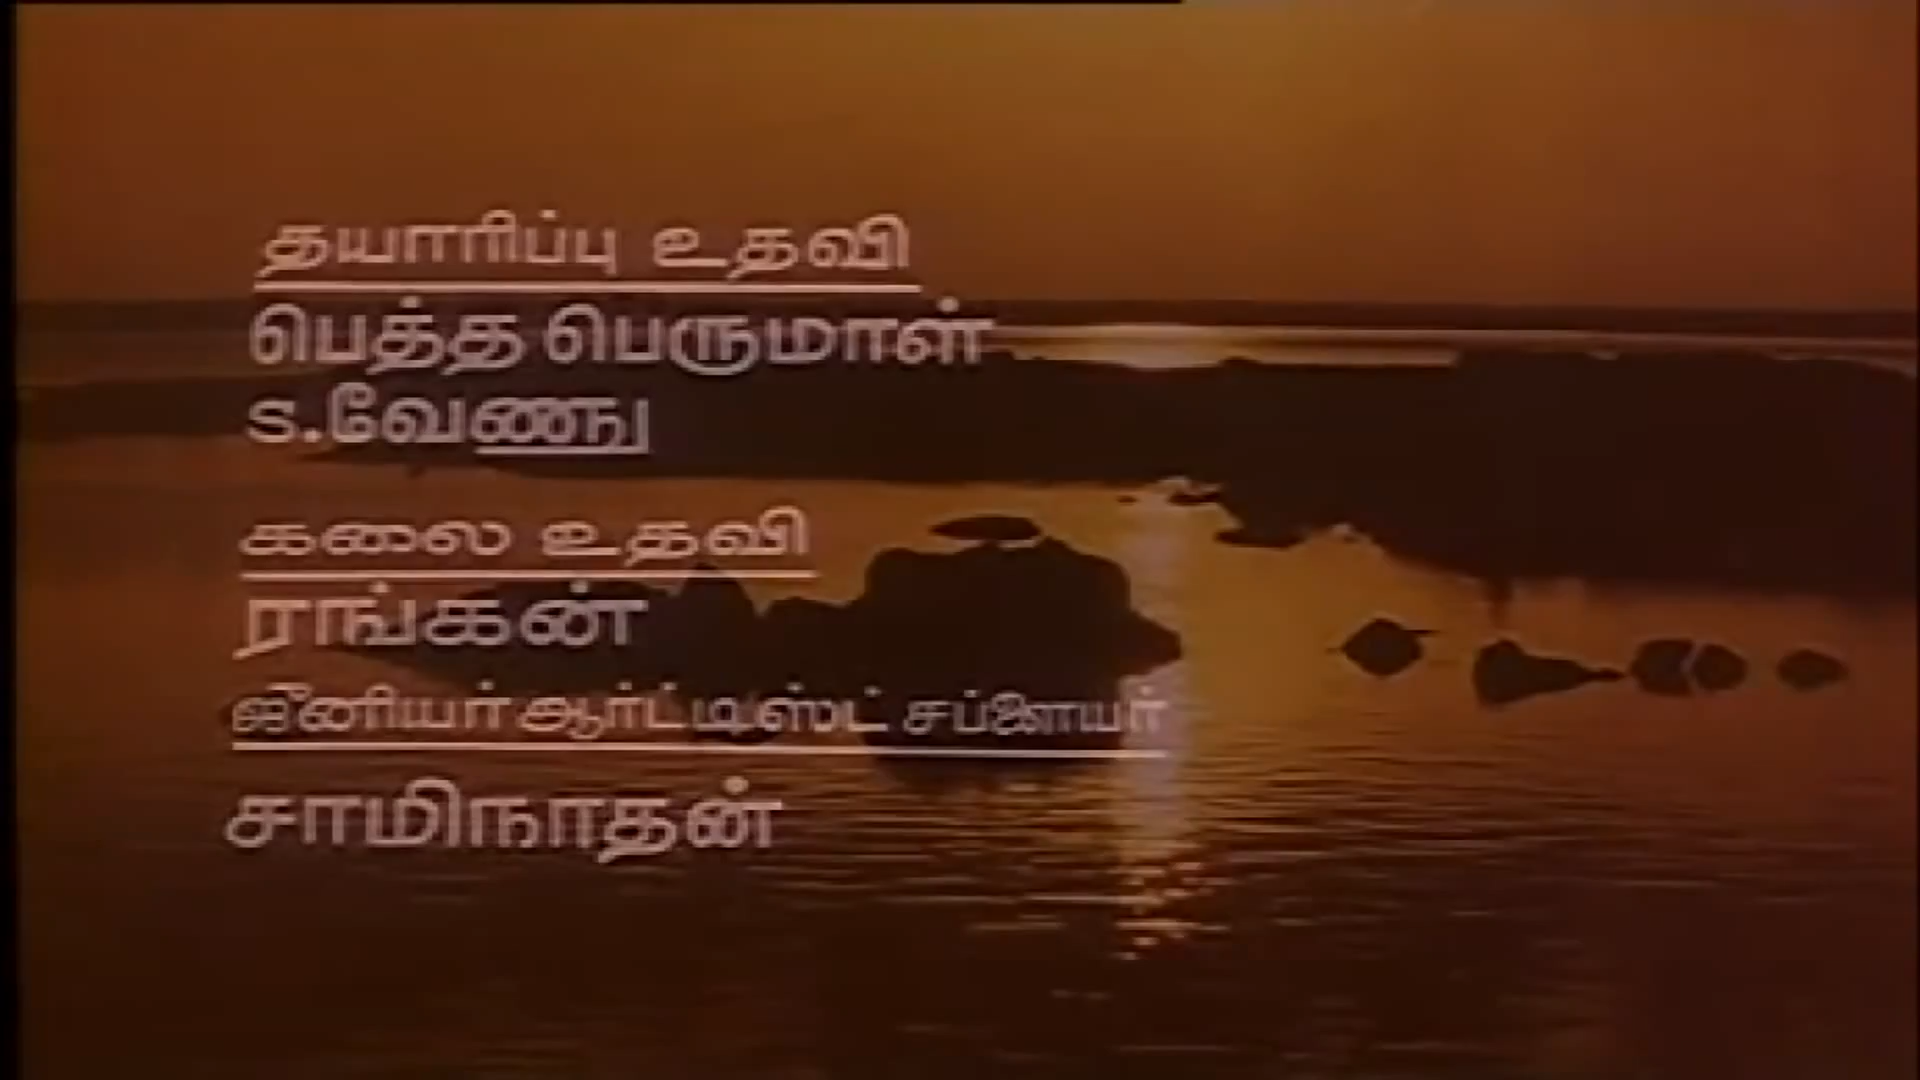 தயாரிப்பு உதவி
பெத்த பெருமாள்
S.வேணு
கலை உதவி
ரங்கன்
ஜீனியர் ஆர்ட்டிஸ்ட் சப்ளையர்
சாமிநாதன்